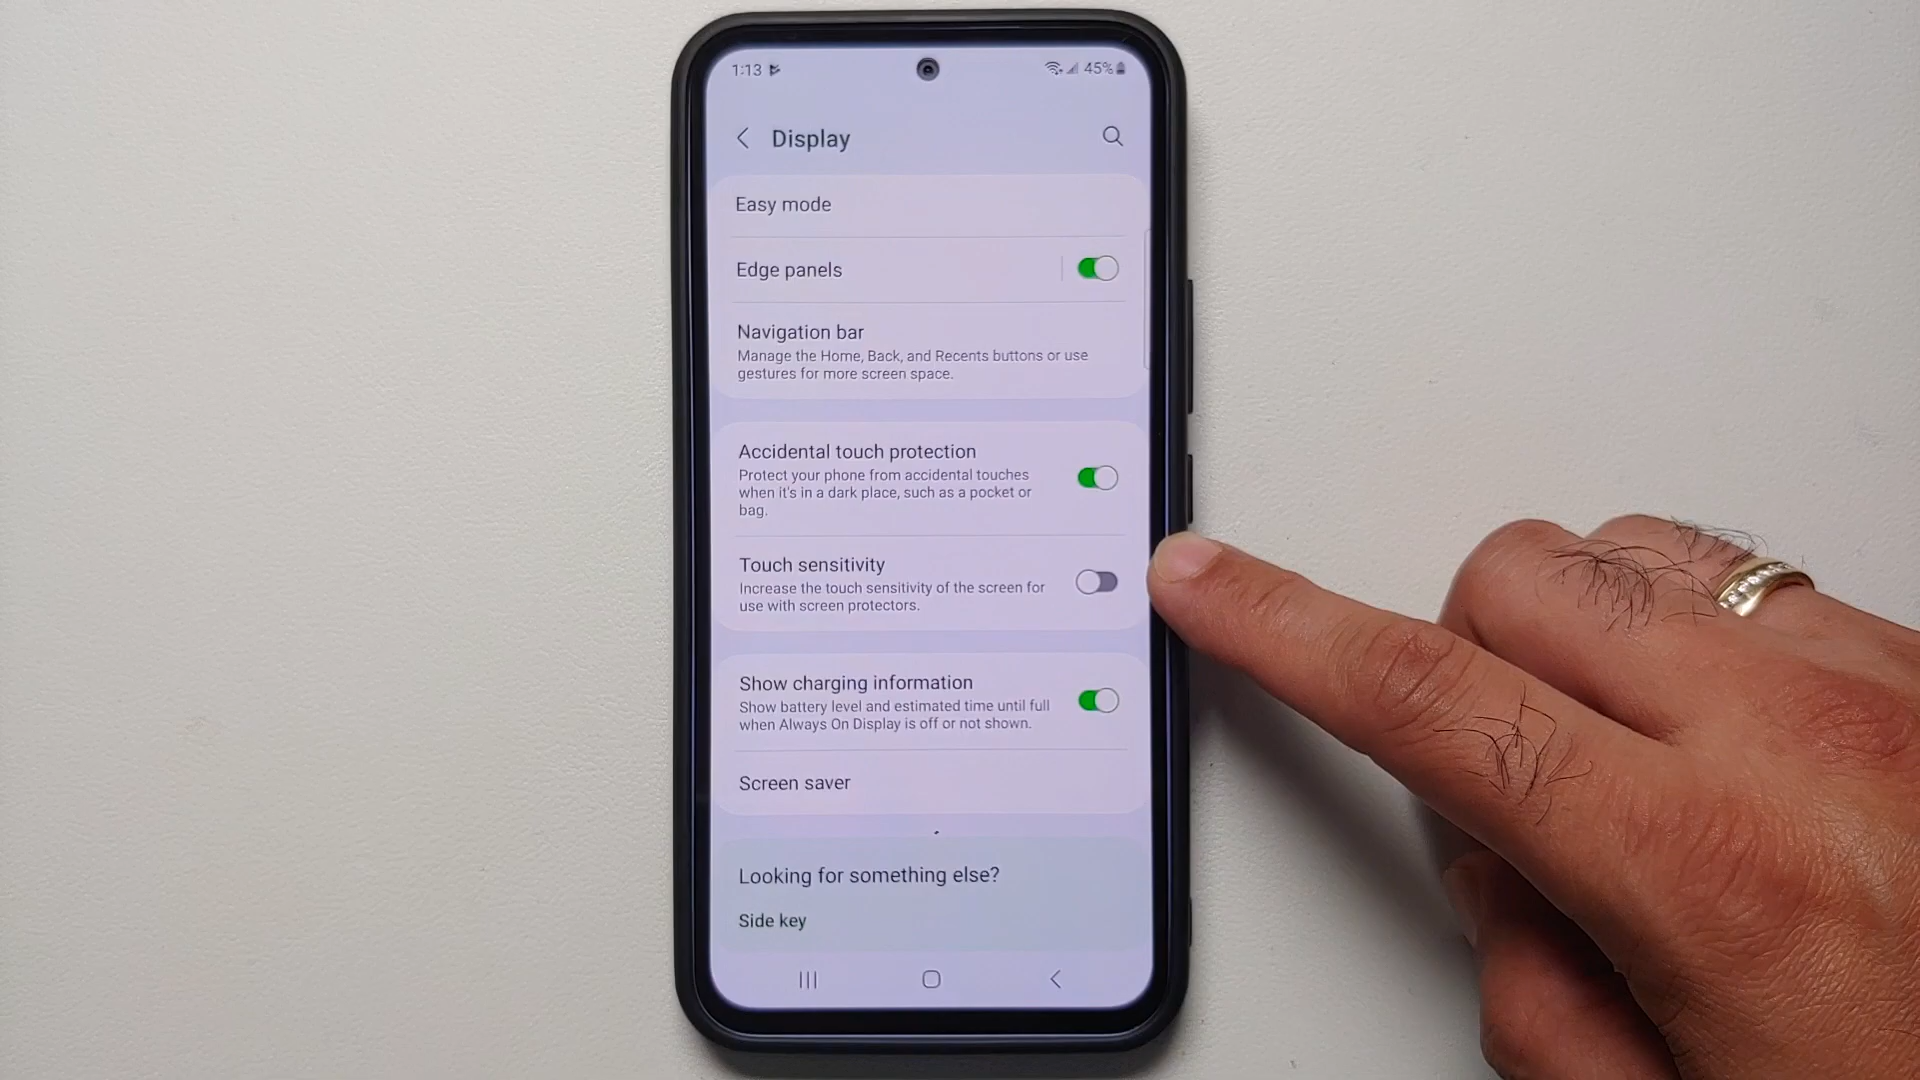 1:13
45%
Display
Easy mode
Edge panels
Navigation bar
Manage the Home, Back, and Recents buttons or use
gestures for more screen space.
Accidental touch protection
Protect your phone from accidental touches
when it's in a dark place, such as a pocket or
bag.
Touch sensitivity
Increase the touch sensitivity of the screen for
use with screen protectors.
Show charging information
Show battery level and estimated time until full
when Always On Display is off or not shown.
Screen saver
Looking for something else?
Side key